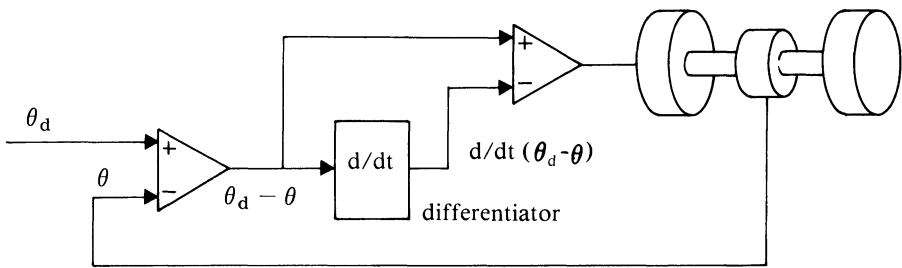 +
−
θd
+
θ
−
d/dt
d/dt (θd-θ)
θd − θ
differentiator